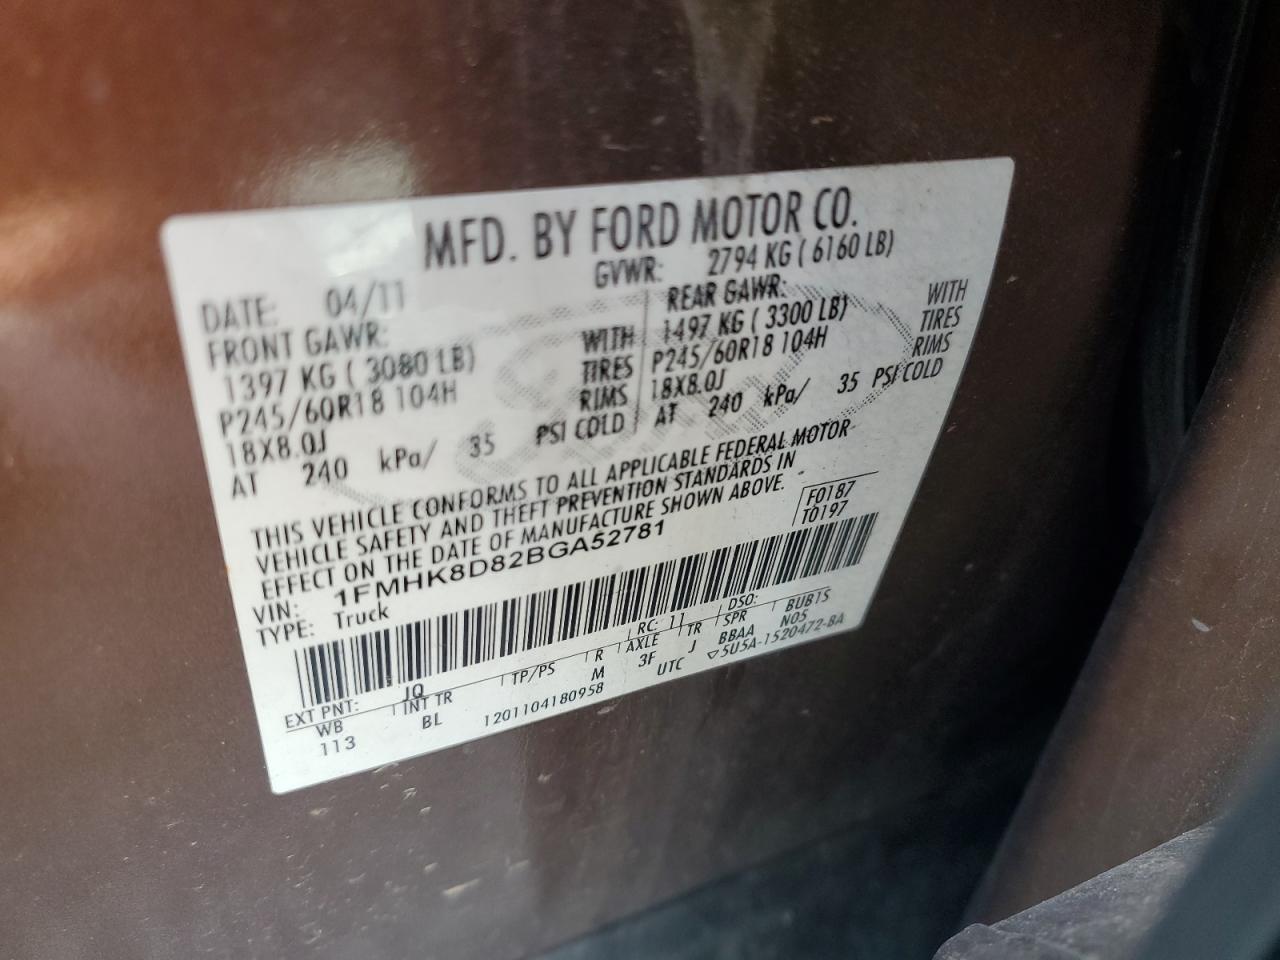 MFD. BY FORD MOTOR CO.
DATE: 04/11 GVWR: 2794 KG ( 6160 LB)
FRONT GAWR:
1397 KG ( 3080 LB) WITH
P245/60R18 104H TIRES
18X8.0J RIMS
AT 240 kPa/ 35 PSI COLD
REAR GAWR:
1497 KG ( 3300 LB) WITH
P245/60R18 104H TIRES
18X8.0J RIMS
AT 240 kPa/ 35 PSI COLD
THIS VEHICLE CONFORMS TO ALL APPLICABLE FEDERAL MOTOR
VEHICLE SAFETY AND THEFT PREVENTION STANDARDS IN
EFFECT ON THE DATE OF MANUFACTURE SHOWN ABOVE.
F0187
T0197
VIN: 1FMHK8D82BGA52781
TYPE: Truck
EXT PNT: JQ RC: 11 DSO:
WB INT TR TP/PS R AXLE TR SPR BUB1S
113 BL M 3F J BBAA N05
1201104180958 UTC ▽5U5A-1520472-BA